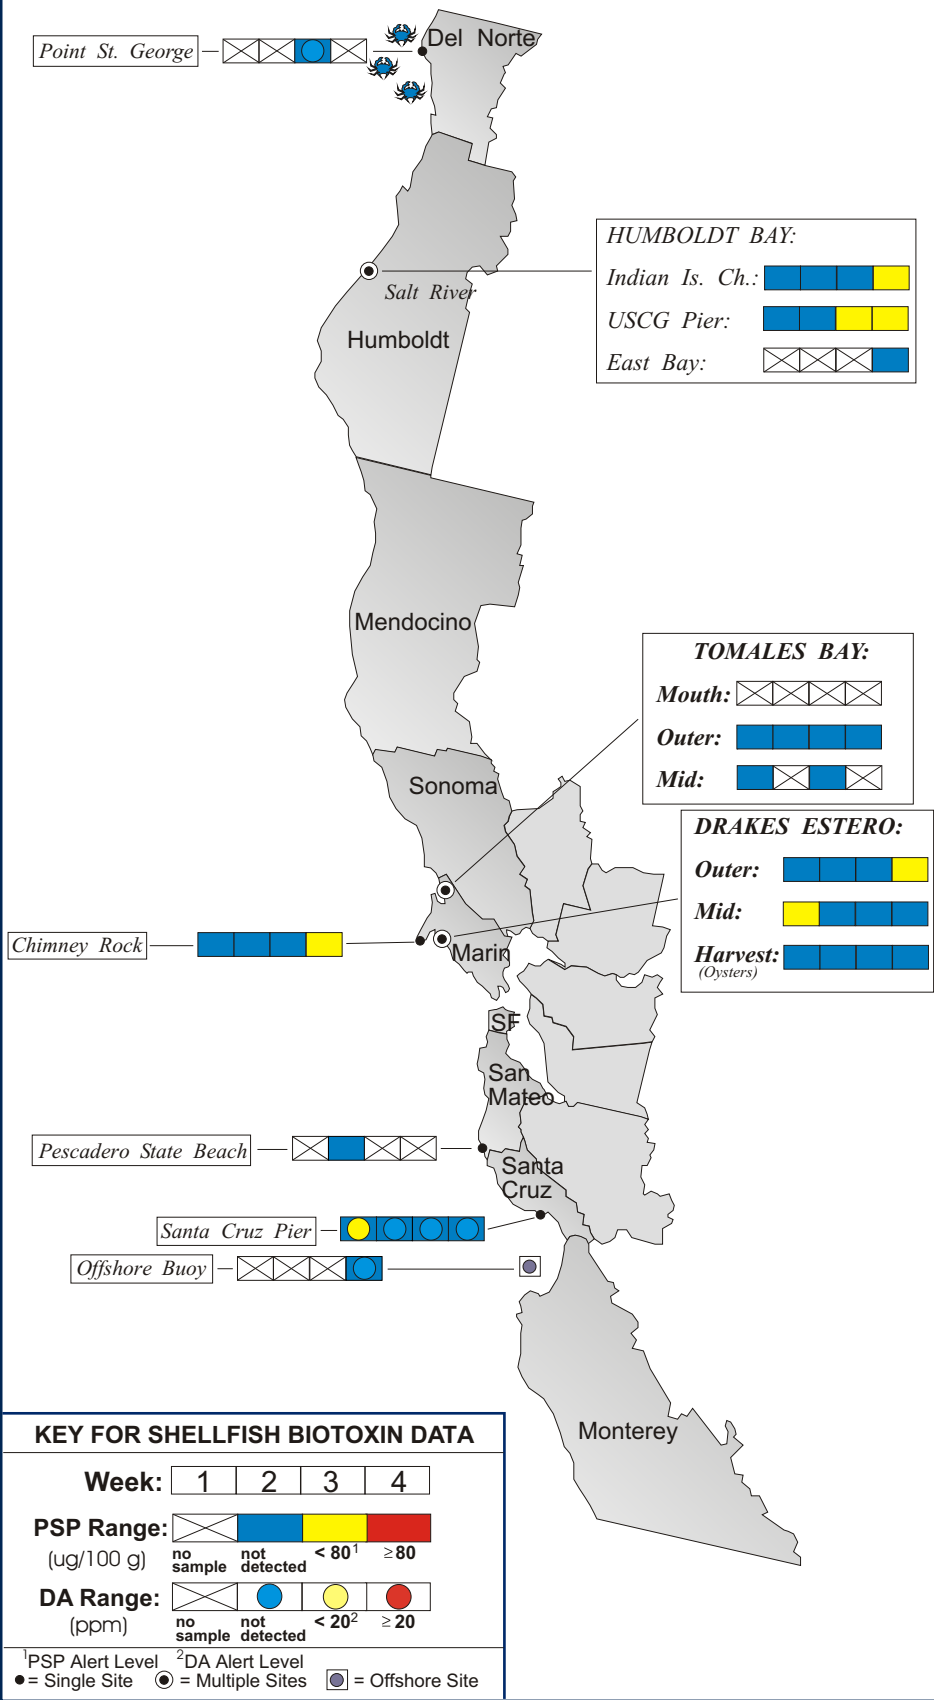 Point St. George
Del Norte
HUMBOLDT BAY:
Indian Is. Ch.:
USCG Pier:
East Bay:
Salt River
Humboldt
Mendocino
TOMALES BAY:
Mouth:
Outer:
Mid:
Sonoma
DRAKES ESTERO:
Outer:
Mid:
Harvest:
(Oysters)
Chimney Rock
Marin
SF
San
Mateo
Pescadero State Beach
Santa
Cruz
Santa Cruz Pier
Offshore Buoy
Monterey
KEY FOR SHELLFISH BIOTOXIN DATA
Week: 1 2 3 4
PSP Range:
(ug/100 g)
no sample
not detected
< 80¹
≥80
DA Range:
(ppm)
no sample
not detected
< 20²
≥ 20
¹PSP Alert Level ²DA Alert Level
= Single Site = Multiple Sites = Offshore Site